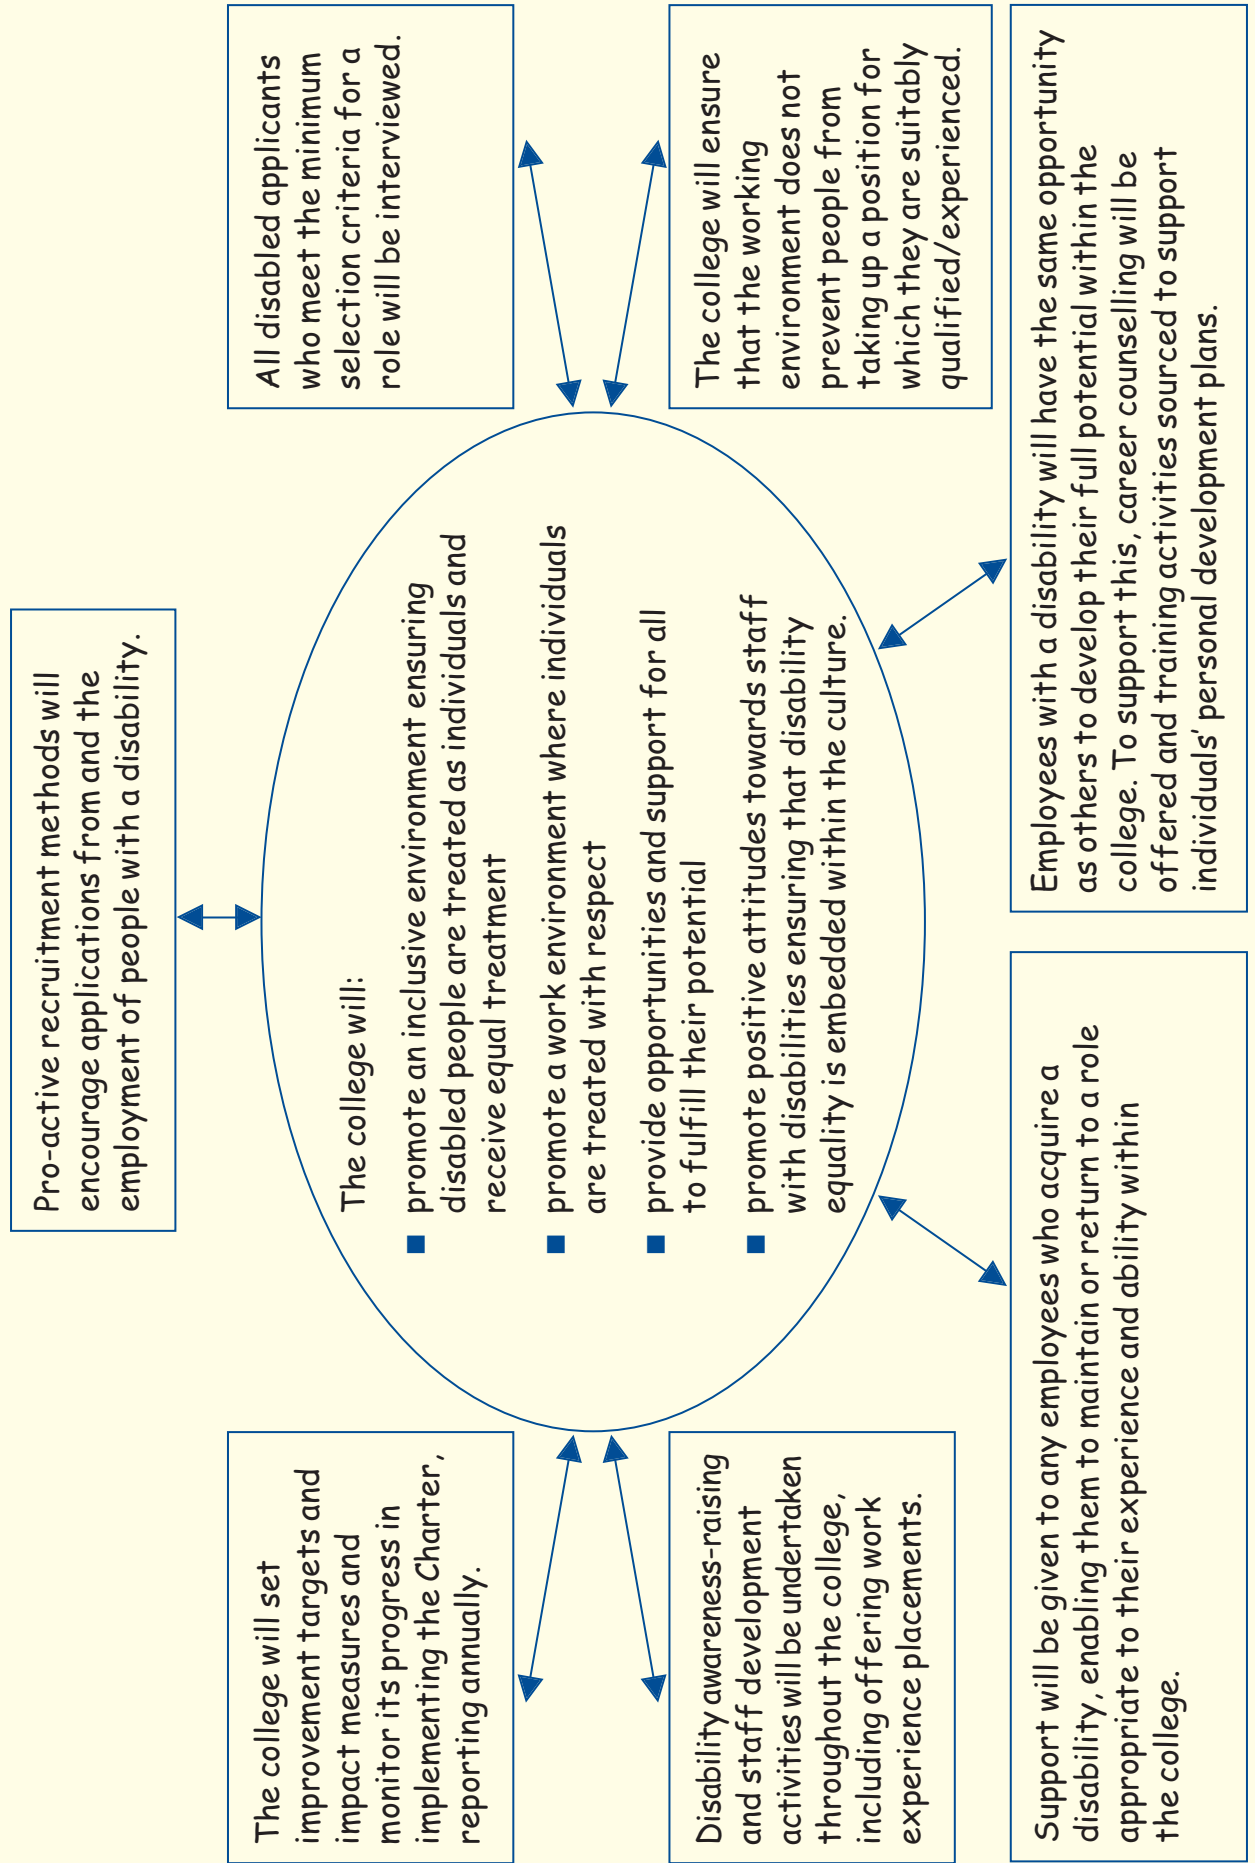 Pro-active recruitment methods will
encourage applications from and the
employment of people with a disability.
The college will set
improvement targets and
impact measures and
monitor its progress in
implementing the Charter,
reporting annually.
All disabled applicants
who meet the minimum
selection criteria for a
role will be interviewed.
The college will:
promote an inclusive environment ensuring
disabled people are treated as individuals and
receive equal treatment
promote a work environment where individuals
are treated with respect
provide opportunities and support for all
to fulfill their potential
promote positive attitudes towards staff
with disabilities ensuring that disability
equality is embedded within the culture.
Disability awareness-raising
and staff development
activities will be undertaken
throughout the college,
including offering work
experience placements.
The college will ensure
that the working
environment does not
prevent people from
taking up a position for
which they are suitably
qualified/experienced.
Support will be given to any employees who acquire a
disability, enabling them to maintain or return to a role
appropriate to their experience and ability within
the college.
Employees with a disability will have the same opportunity
as others to develop their full potential within the
college. To support this, career counselling will be
offered and training activities sourced to support
individuals' personal development plans.